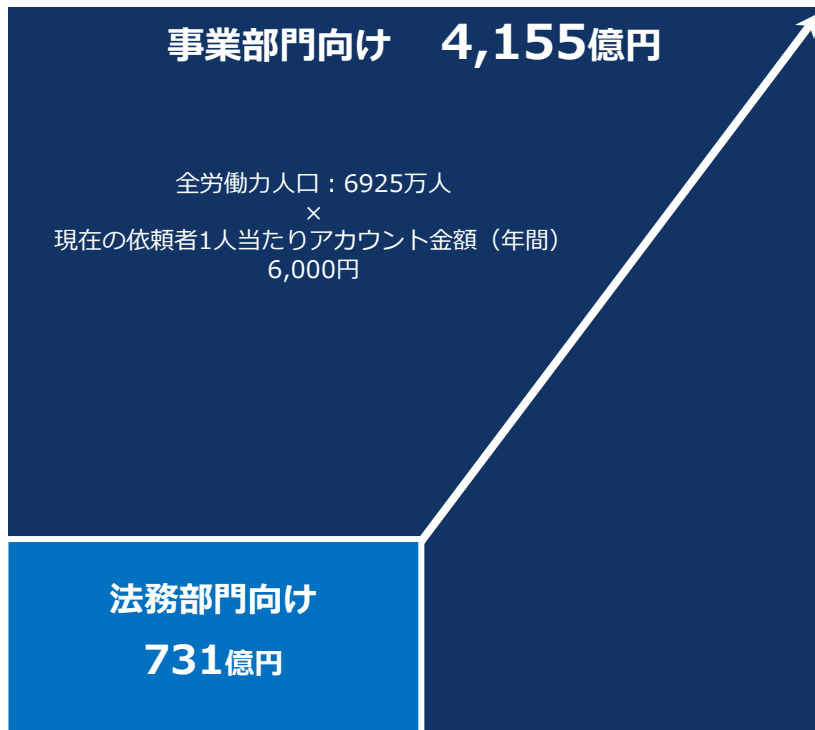 事業部門向け 4,155億円
全労働力人口：6925万人
×
現在の依頼者1人当たりアカウント金額（年間）
6,000円
法務部門向け
731億円